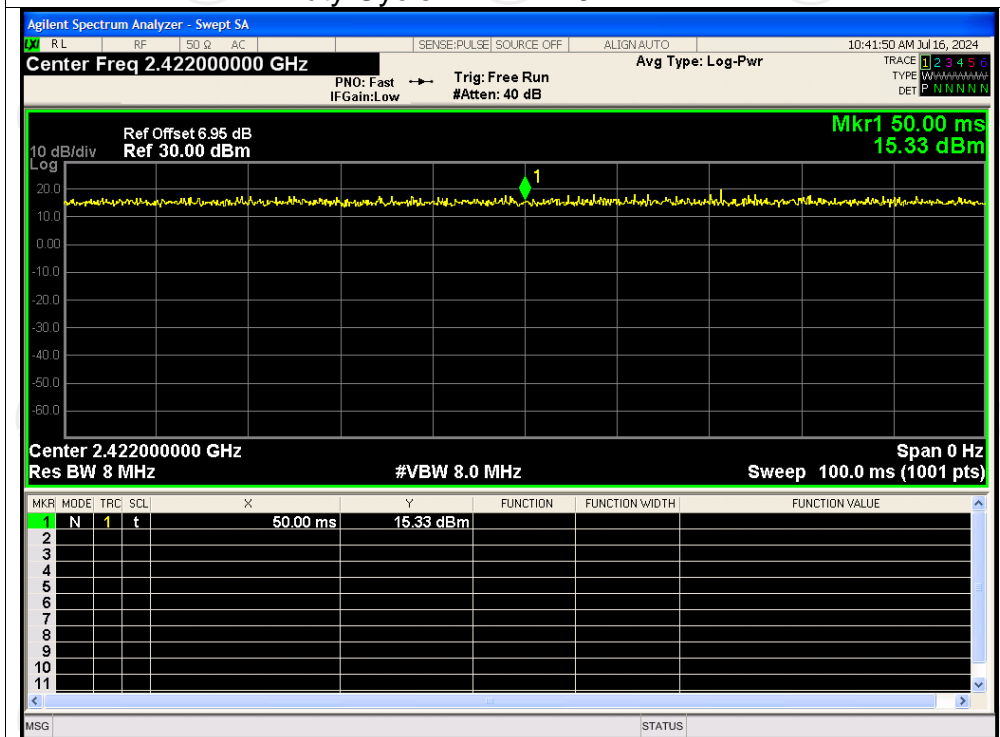 Agilent Spectrum Analyzer - Swept SA
LXI RL RF 50 Ω AC SENSE:PULSE SOURCE OFF ALIGN AUTO 10:41:50 AM Jul 16, 2024
Center Freq 2.422000000 GHz Avg Type: Log-Pwr TRACE 1 2 3 4 5 6
PNO: Fast Trig: Free Run TYPE WWWWWW
IFGain:Low #Atten: 40 dB DET P N N N N N
Mkr1 50.00 ms
Ref Offset 6.95 dB
10 dB/div Ref 30.00 dBm 15.33 dBm
Log
1
20.0
10.0
0.00
-10.0
-20.0
-30.0
-40.0
-50.0
-60.0
Center 2.422000000 GHz Span 0 Hz
Res BW 8 MHz #VBW 8.0 MHz Sweep 100.0 ms (1001 pts)
MKR MODE TRC SCL X Y FUNCTION FUNCTION WIDTH FUNCTION VALUE
1 N 1 t 50.00 ms 15.33 dBm
2
3
4
5
6
7
8
9
10
11
MSG STATUS